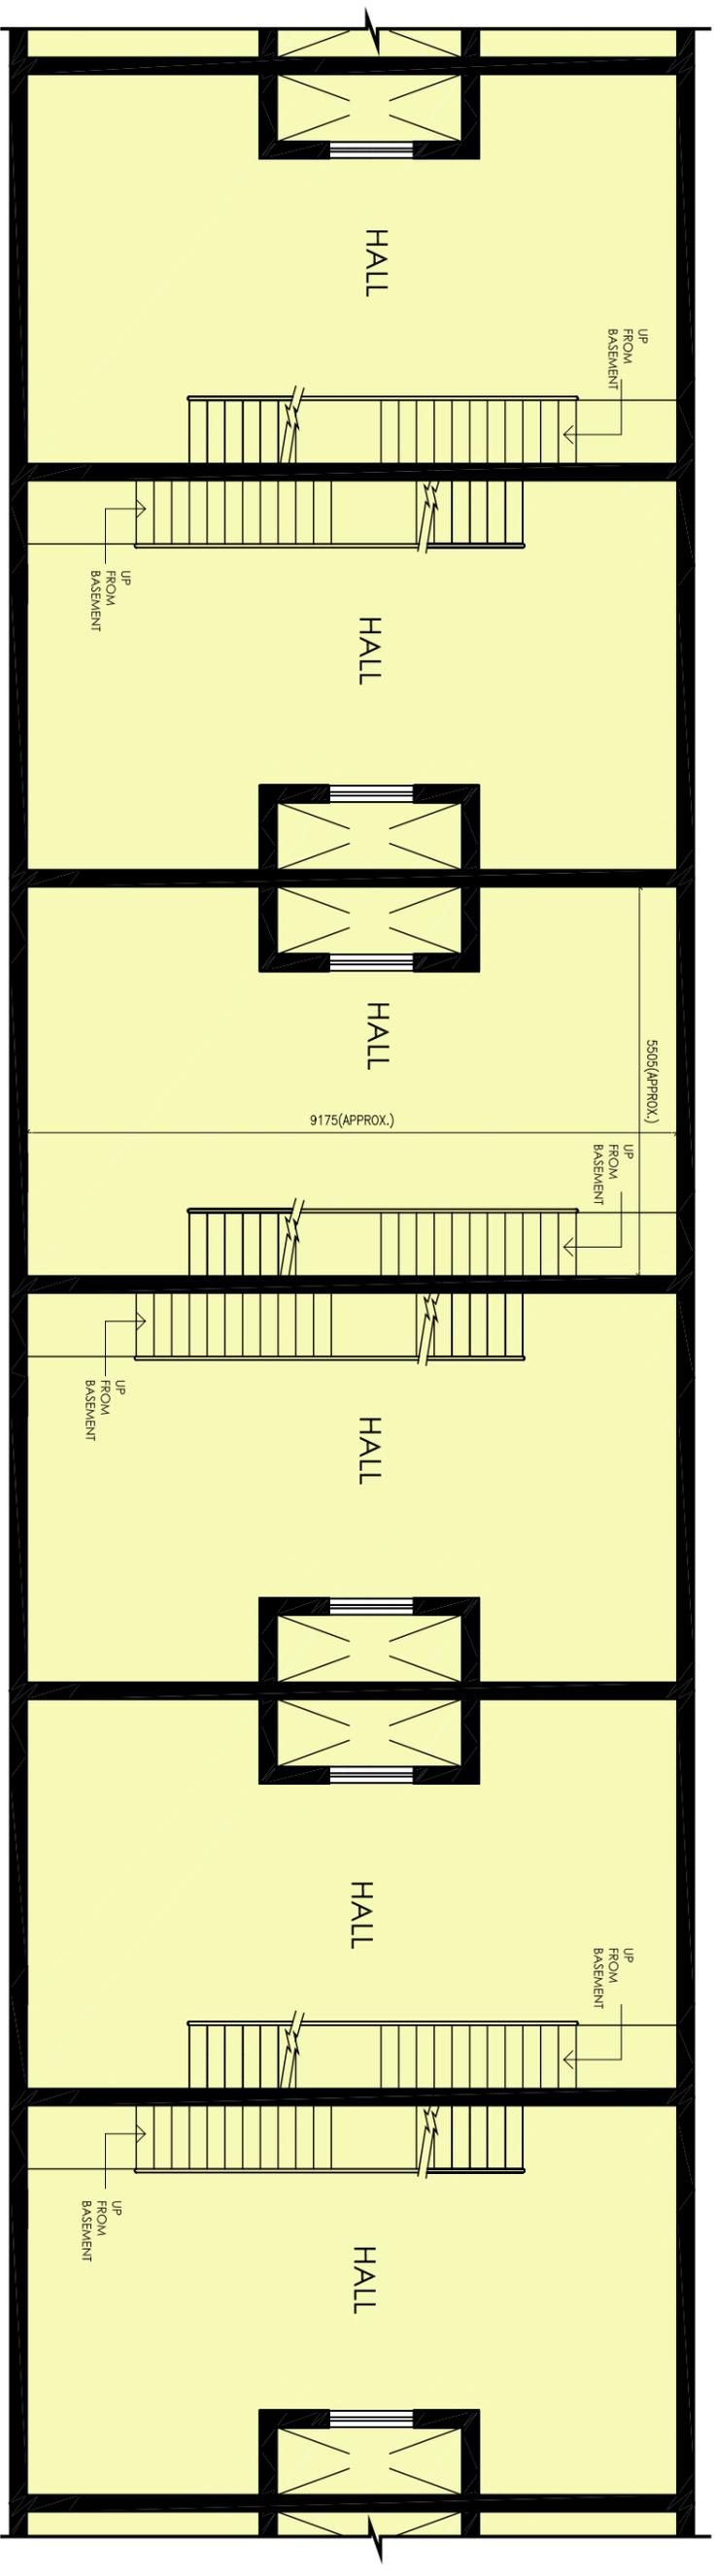 HALL
UP
FROM
BASEMENT
UP
FROM
BASEMENT
HALL
HALL
5505(APPROX.)
9175(APPROX.)
UP
FROM
BASEMENT
UP
FROM
BASEMENT
HALL
HALL
UP
FROM
BASEMENT
UP
FROM
BASEMENT
HALL